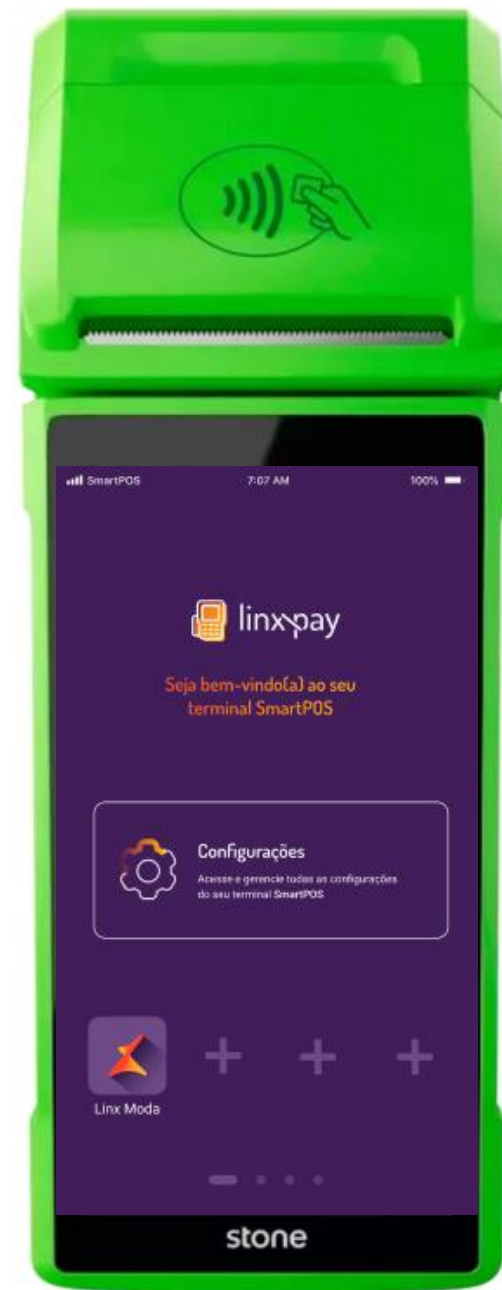 SmartPOS 7:07 AM 100%
linxpay
Seja bem-vindo(a) ao seu
terminal SmartPOS
Configurações
Acesse e gerencie todas as configurações
do seu terminal SmartPOS
Linx Moda
stone